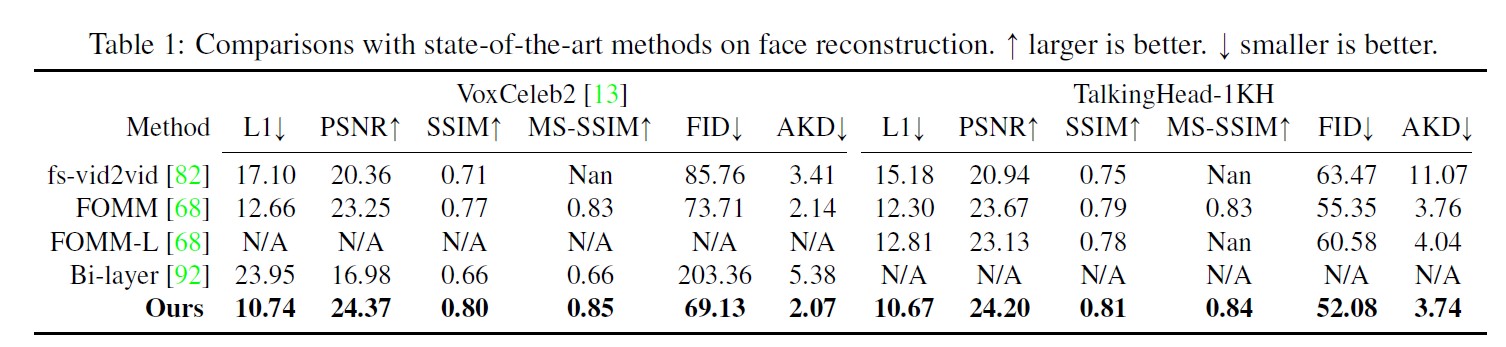 Table 1: Comparisons with state-of-the-art methods on face reconstruction. ↑ larger is better. ↓ smaller is better.
VoxCeleb2 [13] TalkingHead-1KH
Method L1↓ PSNR↑ SSIM↑ MS-SSIM↑ FID↓ AKD↓ L1↓ PSNR↑ SSIM↑ MS-SSIM↑ FID↓ AKD↓
fs-vid2vid [82] 17.10 20.36 0.71 Nan 85.76 3.41 15.18 20.94 0.75 Nan 63.47 11.07
FOMM [68] 12.66 23.25 0.77 0.83 73.71 2.14 12.30 23.67 0.79 0.83 55.35 3.76
FOMM-L [68] N/A N/A N/A N/A N/A N/A 12.81 23.13 0.78 Nan 60.58 4.04
Bi-layer [92] 23.95 16.98 0.66 0.66 203.36 5.38 N/A N/A N/A N/A N/A N/A
Ours 10.74 24.37 0.80 0.85 69.13 2.07 10.67 24.20 0.81 0.84 52.08 3.74